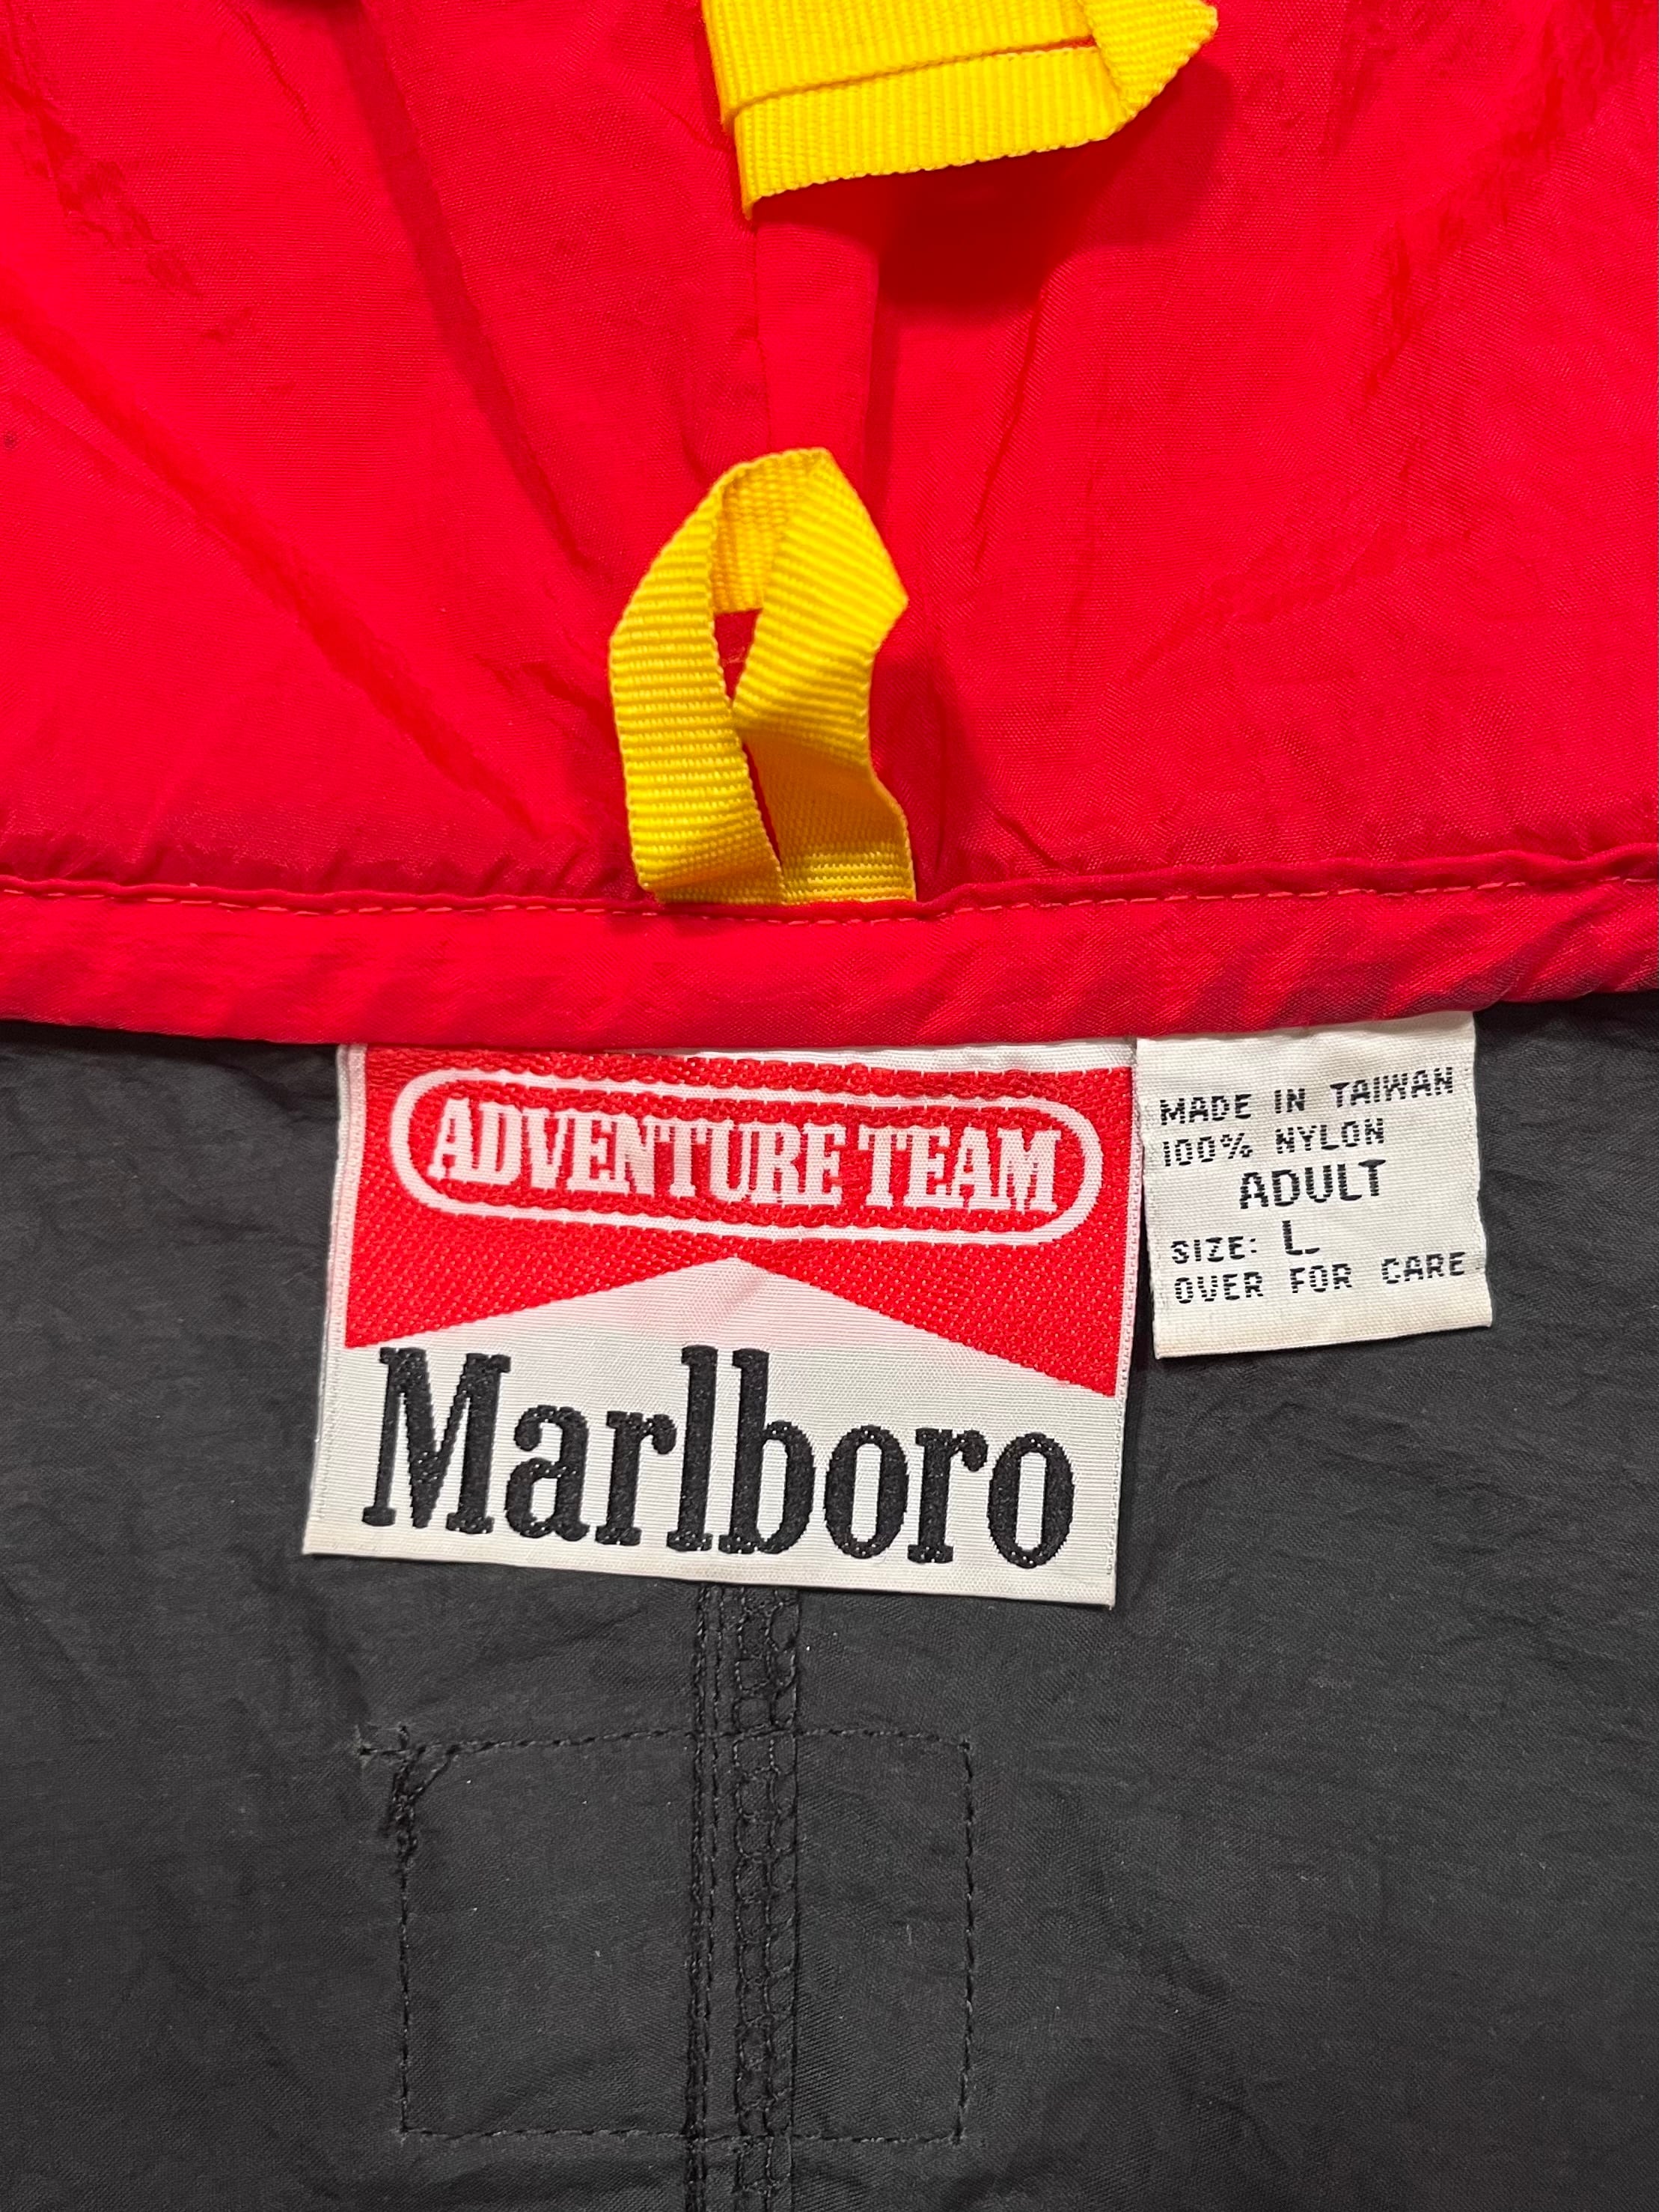 ADVENTURE TEAM
Marlboro
MADE IN TAIWAN
100% NYLON
ADULT
SIZE: L
OVER FOR CARE